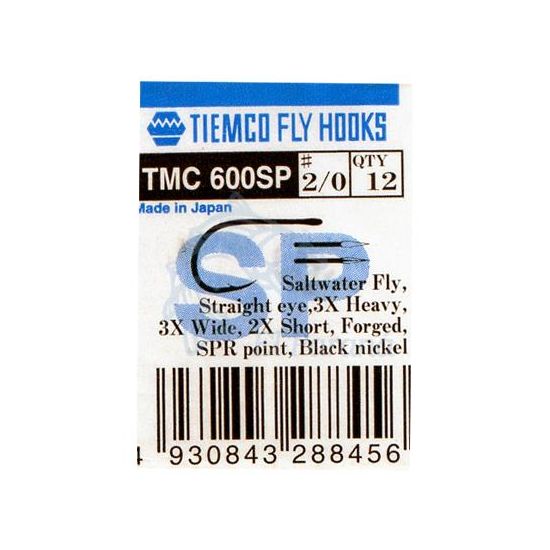 TIEMCO FLY HOOKS
TMC 600SP # 2/0 QTY 12
Made in Japan
SP
Saltwater Fly,
Straight eye,3X Heavy,
3X Wide, 2X Short, Forged,
SPR point, Black nickel
4 930843 288456